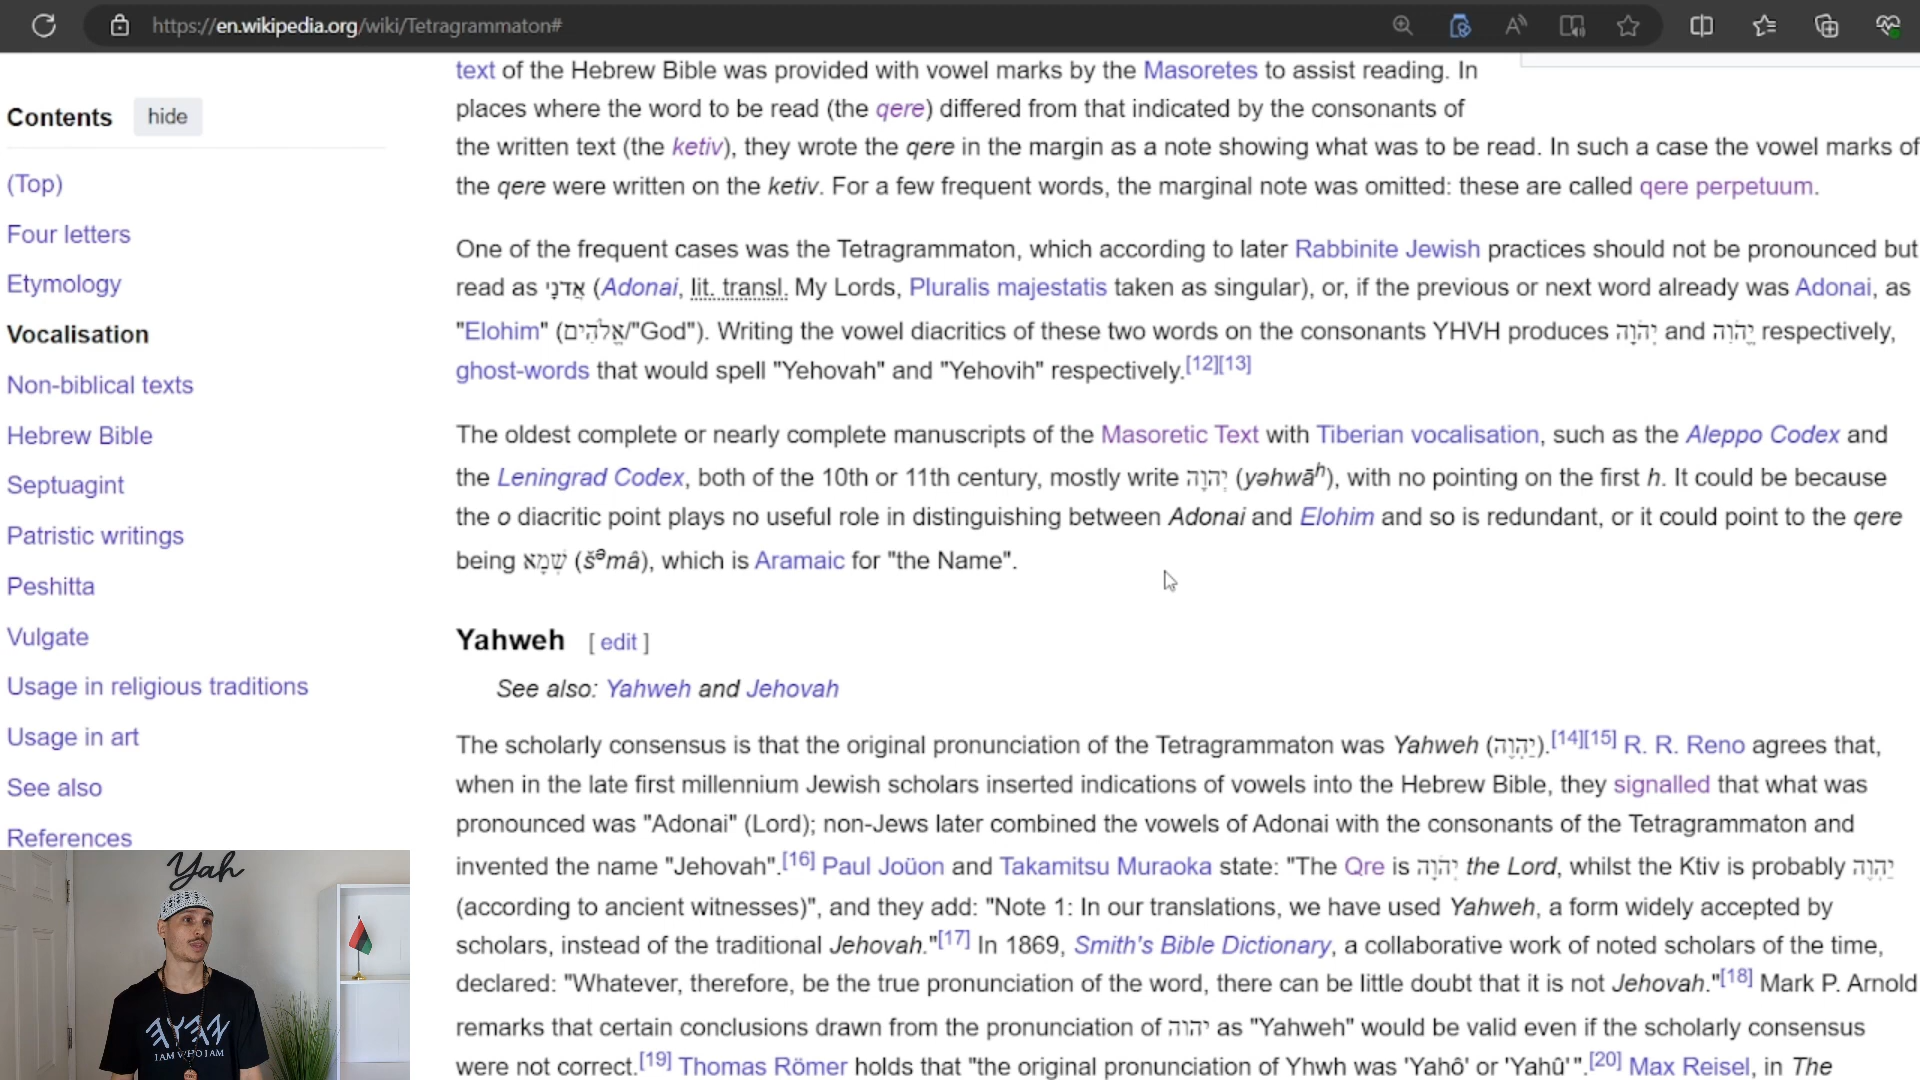 https://en.wikipedia.org/wiki/Tetragrammaton#
Contents hide
(Top)
Four letters
Etymology
Vocalisation
Non-biblical texts
Hebrew Bible
Septuagint
Patristic writings
Peshitta
Vulgate
Usage in religious traditions
Usage in art
See also
References
text of the Hebrew Bible was provided with vowel marks by the Masoretes to assist reading. In
places where the word to be read (the qere) differed from that indicated by the consonants of
the written text (the ketiv), they wrote the qere in the margin as a note showing what was to be read. In such a case the vowel marks of
the qere were written on the ketiv. For a few frequent words, the marginal note was omitted: these are called qere perpetuum.
One of the frequent cases was the Tetragrammaton, which according to later Rabbinite Jewish practices should not be pronounced but
read as אֲדֹנָי (Adonai, lit. transl. My Lords, Pluralis majestatis taken as singular), or, if the previous or next word already was Adonai, as
"Elohim" (אֱלֹהִים/"God"). Writing the vowel diacritics of these two words on the consonants YHVH produces יְהֹוָה and יֱהֹוִה respectively,
ghost-words that would spell "Yehovah" and "Yehovih" respectively.[12][13]
The oldest complete or nearly complete manuscripts of the Masoretic Text with Tiberian vocalisation, such as the Aleppo Codex and
the Leningrad Codex, both of the 10th or 11th century, mostly write יְהוָה (yəhwāʰ), with no pointing on the first h. It could be because
the o diacritic point plays no useful role in distinguishing between Adonai and Elohim and so is redundant, or it could point to the qere
being שְׁמָא (šᵊmâ), which is Aramaic for "the Name".
Yahweh [ edit ]
See also: Yahweh and Jehovah
The scholarly consensus is that the original pronunciation of the Tetragrammaton was Yahweh (יַהְוֶה).[14][15] R. R. Reno agrees that,
when in the late first millennium Jewish scholars inserted indications of vowels into the Hebrew Bible, they signalled that what was
pronounced was "Adonai" (Lord); non-Jews later combined the vowels of Adonai with the consonants of the Tetragrammaton and
invented the name "Jehovah".[16] Paul Joüon and Takamitsu Muraoka state: "The Qre is יְהֹוָה the Lord, whilst the Ktiv is probably יַהְוֶה
(according to ancient witnesses)", and they add: "Note 1: In our translations, we have used Yahweh, a form widely accepted by
scholars, instead of the traditional Jehovah."[17] In 1869, Smith's Bible Dictionary, a collaborative work of noted scholars of the time,
declared: "Whatever, therefore, be the true pronunciation of the word, there can be little doubt that it is not Jehovah."[18] Mark P. Arnold
remarks that certain conclusions drawn from the pronunciation of יהוה as "Yahweh" would be valid even if the scholarly consensus
were not correct.[19] Thomas Römer holds that "the original pronunciation of Yhwh was 'Yahô' or 'Yahû'".[20] Max Reisel, in The
Yah
𐤉𐤄𐤅𐤄
I AM WHO I AM